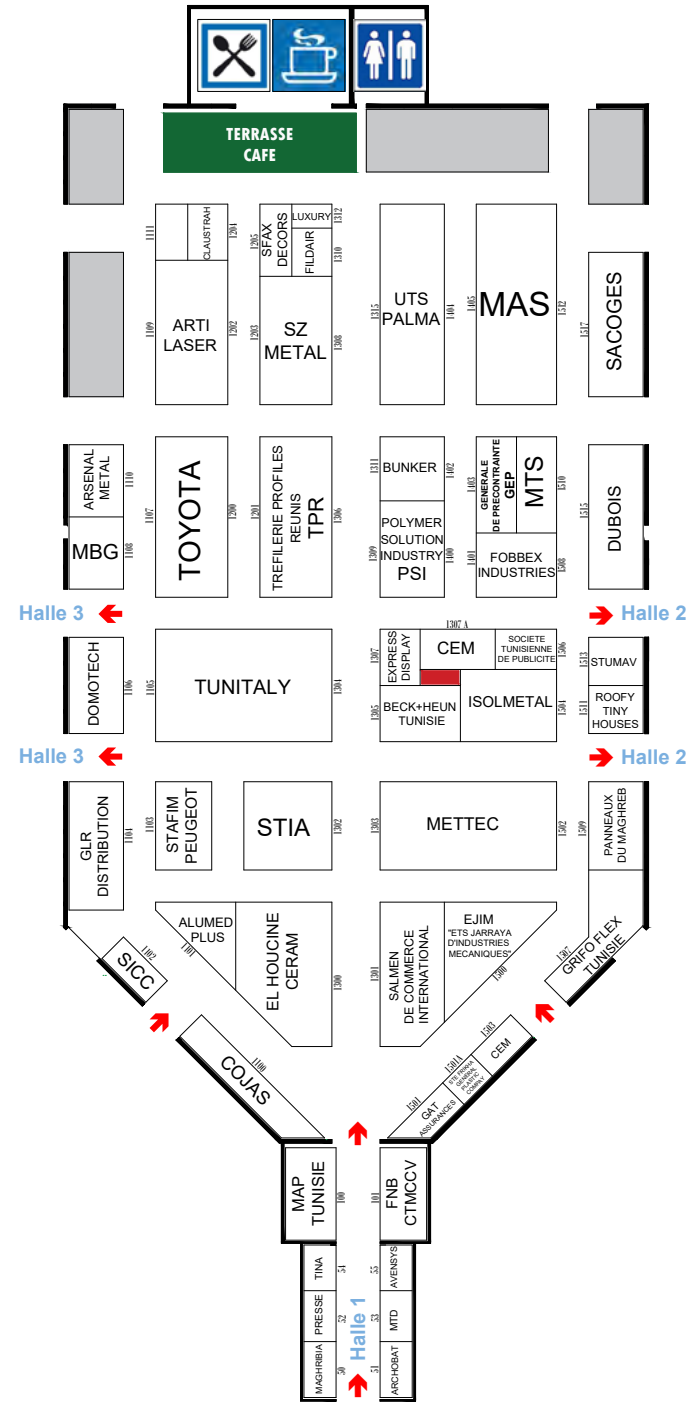 TERRASSE
CAFE
1111
CLAUSTRAH
1204
1205
SFAX
DECORS
LUXURY
1312
FILDAIR
1310
1109
ARTI
LASER
1202
1203
SZ
METAL
1308
1315
UTS
PALMA
1404
1405
MAS
1512
1517
SACOGES
ARSENAL
METAL
1110
MBG
1108
1107
TOYOTA
1200
1201
TREFILERIE PROFILES
REUNIS
TPR
1306
1311
BUNKER
1402
1309
POLYMER
SOLUTION
INDUSTRY
PSI
1400
1403
GENERALE
DE PRECONTRAINTE
GEP
MTS
1510
1401
FOBBEX
INDUSTRIES
1508
1515
DUBOIS
Halle 3
Halle 2
DOMOTECH
1106
1105
TUNITALY
1304
1307 A
1307
EXPRESS
DISPLAY
CEM
SOCIETE
TUNISIENNE
DE PUBLICITE
1506
1305
BECK+HEUN
TUNISIE
ISOLMETAL
1504
1513
STUMAV
1511
ROOFY
TINY
HOUSES
Halle 3
Halle 2
GLR
DISTRIBUTION
1104
1103
STAFIM
PEUGEOT
STIA
1302
1303
METTEC
1502
1509
PANNEAUX
DU MAGHREB
1102
SICC
ALUMED
PLUS
1101
EL HOUCINE
CERAM
1300
1301
SALMEN
DE COMMERCE
INTERNATIONAL
EJIM
"ETS JARRAYA
D'INDUSTRIES
MECANIQUES"
1500
1507
GRIFO FLEX
TUNISIE
1100
COJAS
1501
GAT
ASSURANCES
1501A
STE FRIKHA
GENERAL
PLASTIC
COMPAY
1503
CEM
MAP
TUNISIE
100
101
FNB
CTMCCV
TINA
54
55
AVENSYS
PRESSE
52
53
MTD
MAGHRIBIA
50
51
ARCHOBAT
Halle 1